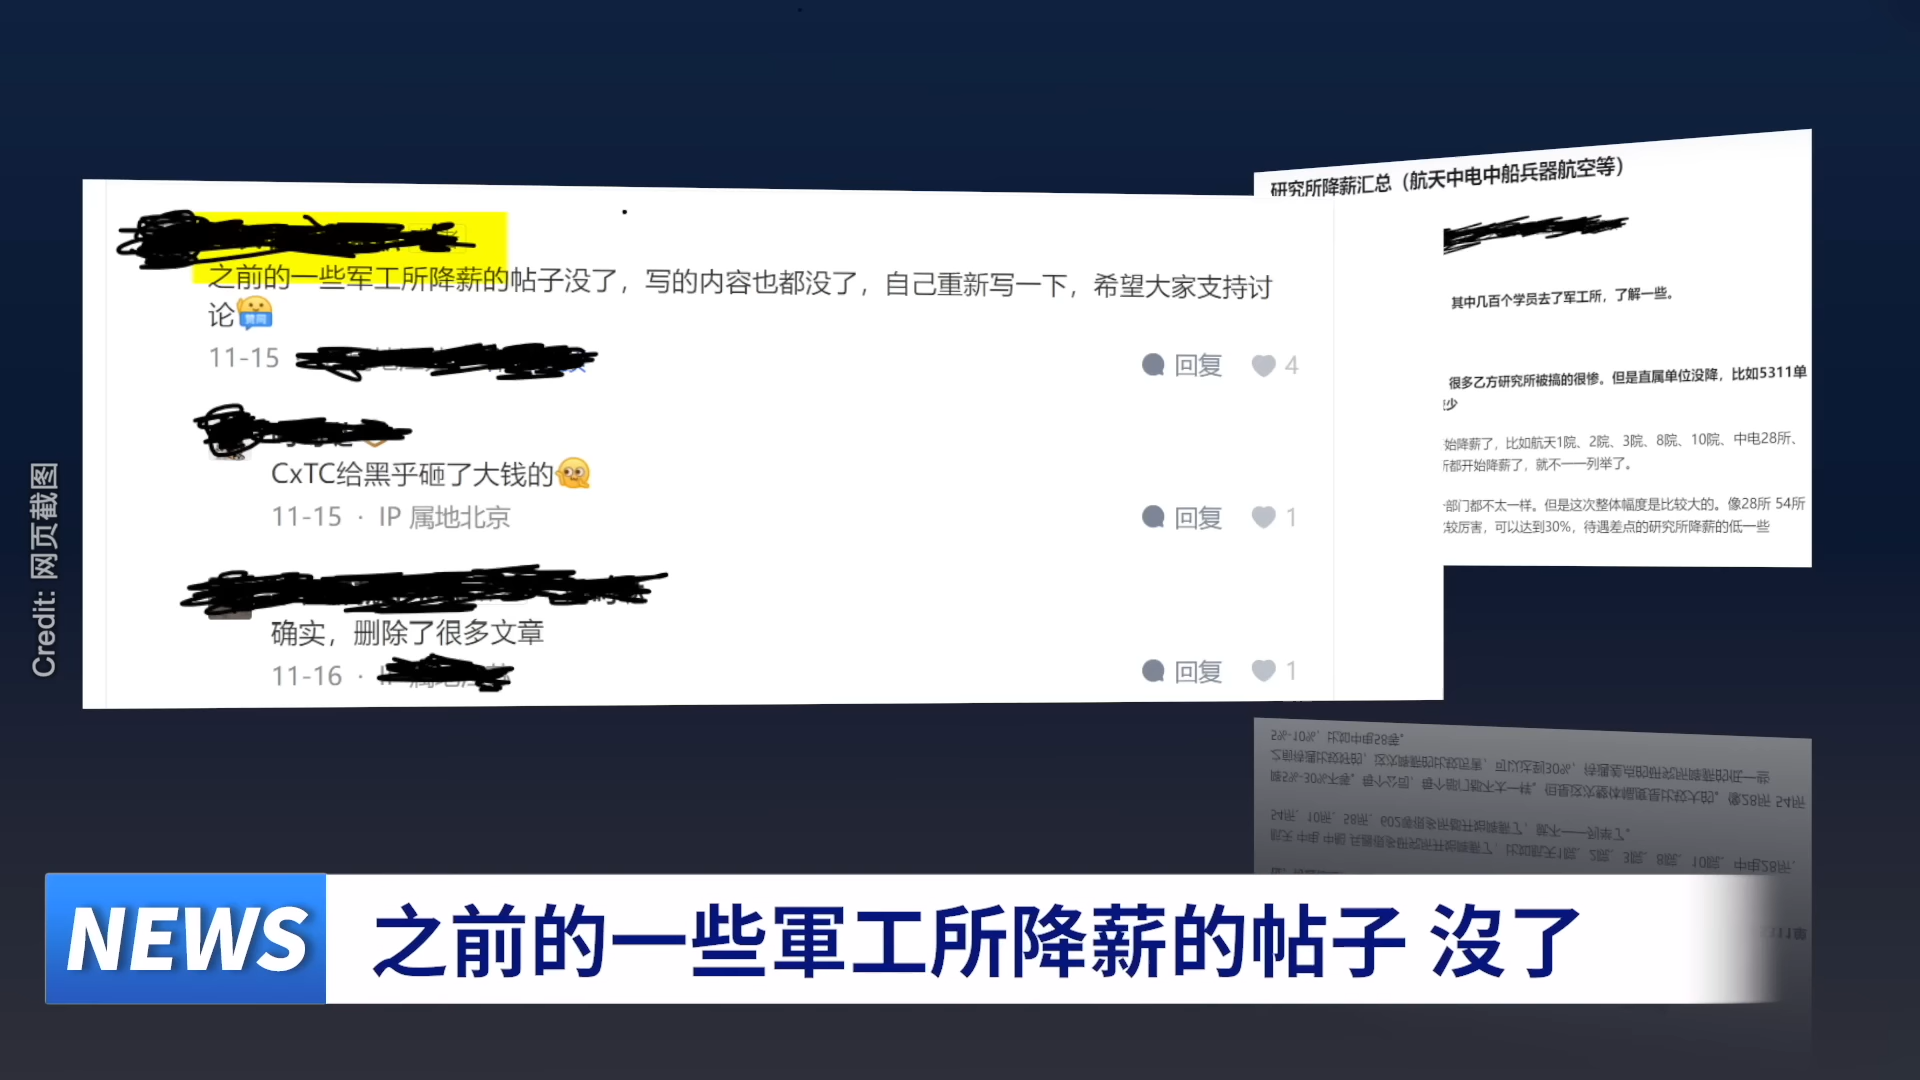 研究所降薪汇总（航天中电中船兵器航空等）
之前的一些军工所降薪的帖子没了，写的内容也都没了，自己重新写一下，希望大家支持讨
论
11-15
回复 4
CxTC给黑乎砸了大钱的
11-15 · IP 属地北京
回复 1
确实，删除了很多文章
11-16 ·
回复 1
其中几百个学员去了军工所，了解一些。
很多乙方研究所被搞的很惨。但是直属单位没降，比如5311单
少
始降薪了，比如航天1院、2院、3院、8院、10院、中电28所、
所都开始降薪了，就不一一列举了。
部门都不太一样。但是这次整体幅度是比较大的。像28所 54所
较厉害，可以达到30%，待遇差点的研究所降薪的低一些
Credit: 网页截图
NEWS
之前的一些軍工所降薪的帖子 沒了